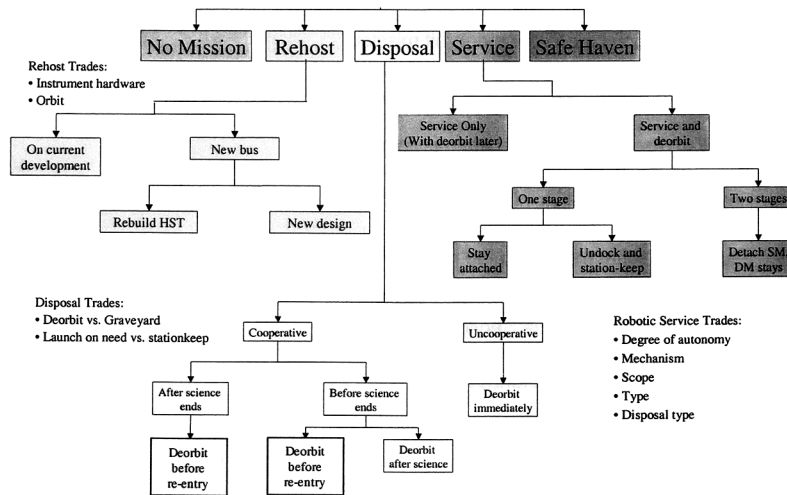 No Mission
Rehost
Disposal
Service
Safe Haven
Rehost Trades:
• Instrument hardware
• Orbit
On current
development
New bus
Rebuild HST
New design
Service Only
(With deorbit later)
Service and
deorbit
One stage
Two stages
Stay
attached
Undock and
station-keep
Detach SM,
DM stays
Disposal Trades:
• Deorbit vs. Graveyard
• Launch on need vs. stationkeep
Cooperative
Uncooperative
After science
ends
Before science
ends
Deorbit
immediately
Deorbit
before
re-entry
Deorbit
before
re-entry
Deorbit
after science
Robotic Service Trades:
• Degree of autonomy
• Mechanism
• Scope
• Type
• Disposal type